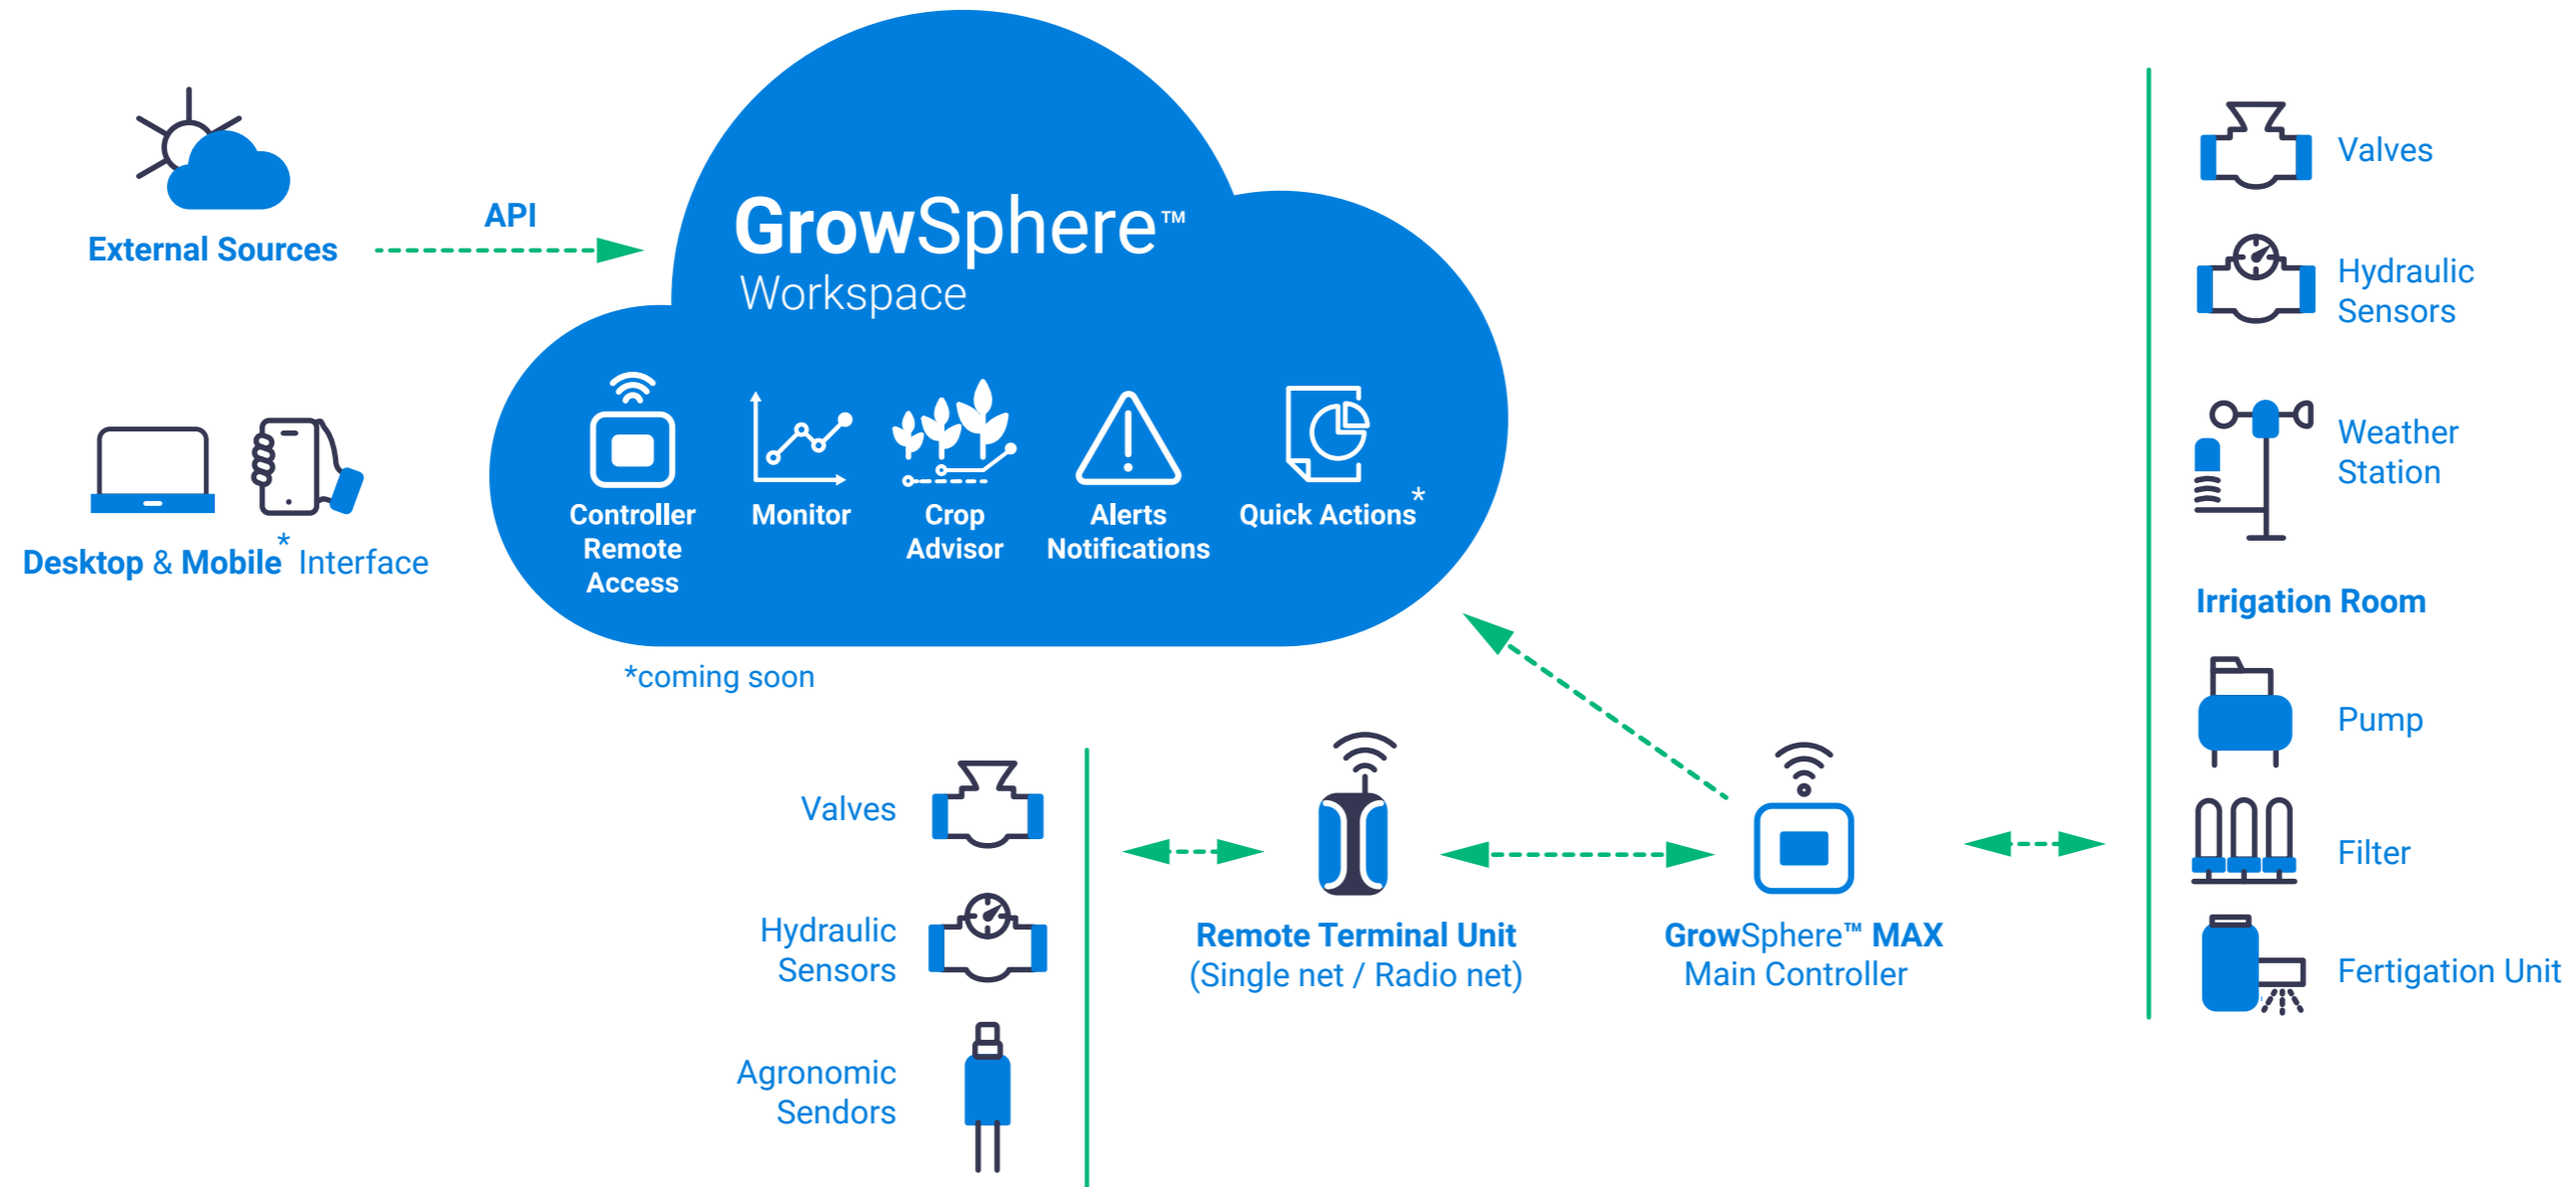 External Sources
API
GrowSphere™
Workspace
Desktop & Mobile* Interface
Controller
Remote
Access
Monitor
Crop
Advisor
Alerts
Notifications
Quick Actions*
*coming soon
Valves
Hydraulic
Sensors
Agronomic
Sendors
Remote Terminal Unit
(Single net / Radio net)
GrowSphere™ MAX
Main Controller
Valves
Hydraulic
Sensors
Weather
Station
Irrigation Room
Pump
Filter
Fertigation Unit